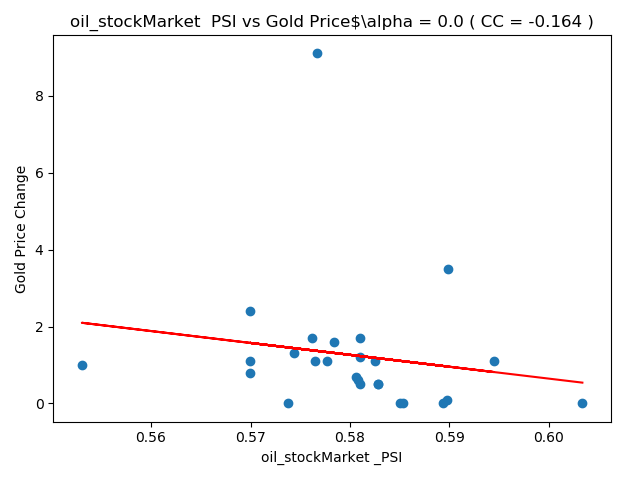 oil_stockMarket  PSI vs Gold Price$\alpha = 0.0 ( CC = -0.164 )
8
6
4
2
0
Gold Price Change
0.56 0.57 0.58 0.59 0.60
oil_stockMarket _PSI